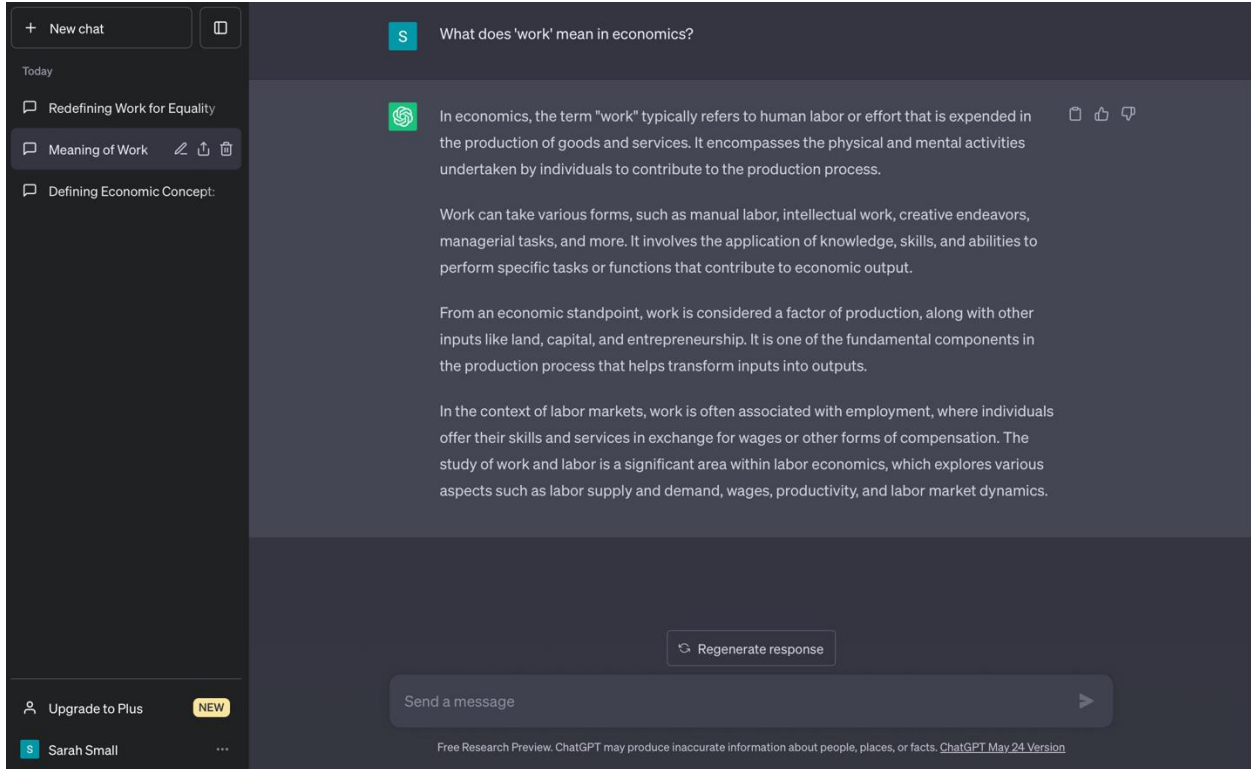 New chat
Today
Redefining Work for Equality
Meaning of Work
Defining Economic Concept:
Upgrade to Plus
NEW
S
Sarah Small
S
What does 'work' mean in economics?
In economics, the term "work" typically refers to human labor or effort that is expended in
the production of goods and services. It encompasses the physical and mental activities
undertaken by individuals to contribute to the production process.
Work can take various forms, such as manual labor, intellectual work, creative endeavors,
managerial tasks, and more. It involves the application of knowledge, skills, and abilities to
perform specific tasks or functions that contribute to economic output.
From an economic standpoint, work is considered a factor of production, along with other
inputs like land, capital, and entrepreneurship. It is one of the fundamental components in
the production process that helps transform inputs into outputs.
In the context of labor markets, work is often associated with employment, where individuals
offer their skills and services in exchange for wages or other forms of compensation. The
study of work and labor is a significant area within labor economics, which explores various
aspects such as labor supply and demand, wages, productivity, and labor market dynamics.
Regenerate response
Send a message
Free Research Preview. ChatGPT may produce inaccurate information about people, places, or facts. ChatGPT May 24 Version